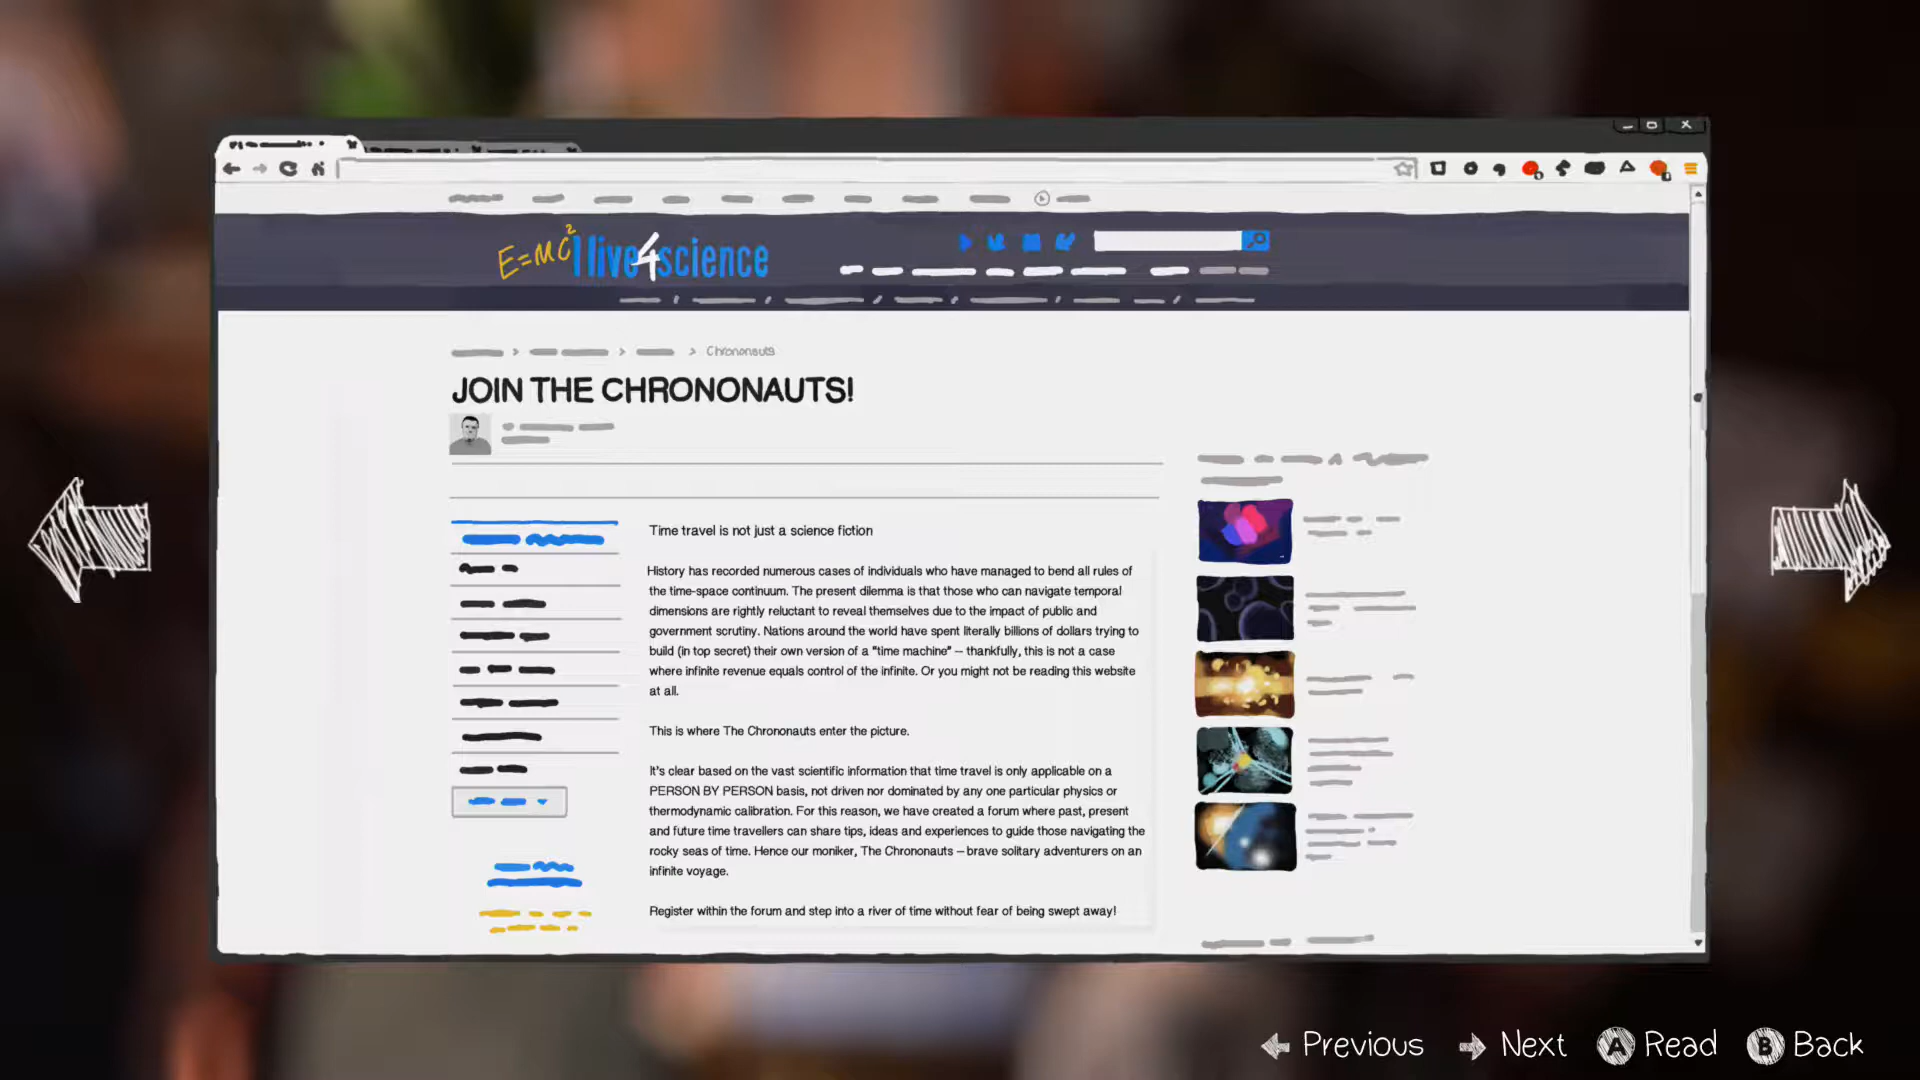 E=MC² I live4science
Chrononauts
JOIN THE CHRONONAUTS!
Time travel is not just a science fiction
History has recorded numerous cases of individuals who have managed to bend all rules of
the time-space continuum. The present dilemma is that those who can navigate temporal
dimensions are rightly reluctant to reveal themselves due to the impact of public and
government scrutiny. Nations around the world have spent literally billions of dollars trying to
build (in top secret) their own version of a "time machine" – thankfully, this is not a case
where infinite revenue equals control of the infinite. Or you might not be reading this website
at all.
This is where The Chrononauts enter the picture.
It's clear based on the vast scientific information that time travel is only applicable on a
PERSON BY PERSON basis, not driven nor dominated by any one particular physics or
thermodynamic calibration. For this reason, we have created a forum where past, present
and future time travellers can share tips, ideas and experiences to guide those navigating the
rocky seas of time. Hence our moniker, The Chrononauts – brave solitary adventurers on an
infinite voyage.
Register within the forum and step into a river of time without fear of being swept away!
Previous Next A Read B Back